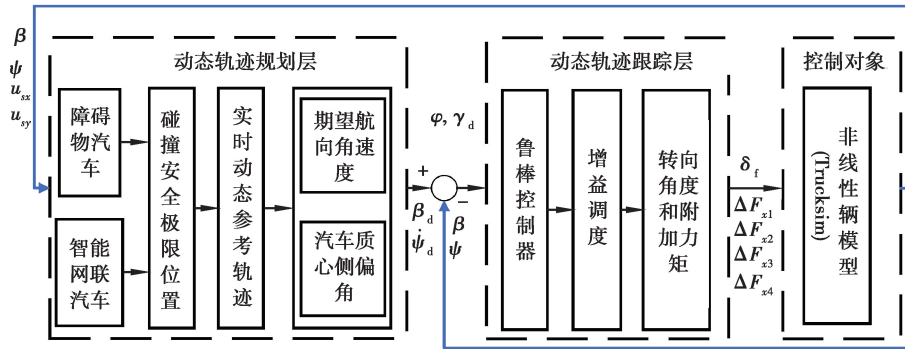 β
ψ
u_sx
u_sy
动态轨迹规划层
障碍
物汽
车
智能
网联
汽车
碰撞安全极限位置
实时动态参考轨迹
期望航
向角速
度
汽车质
心侧偏
角
φ, γ_d
+
−
β_d
ψ̇_d
β
ψ
动态轨迹跟踪层
鲁棒控制器
增益调度
转向
角度
和附
加力
矩
δ_f
ΔF_x1
ΔF_x2
ΔF_x3
ΔF_x4
控制对象
非线性辆模型
(Trucksim)